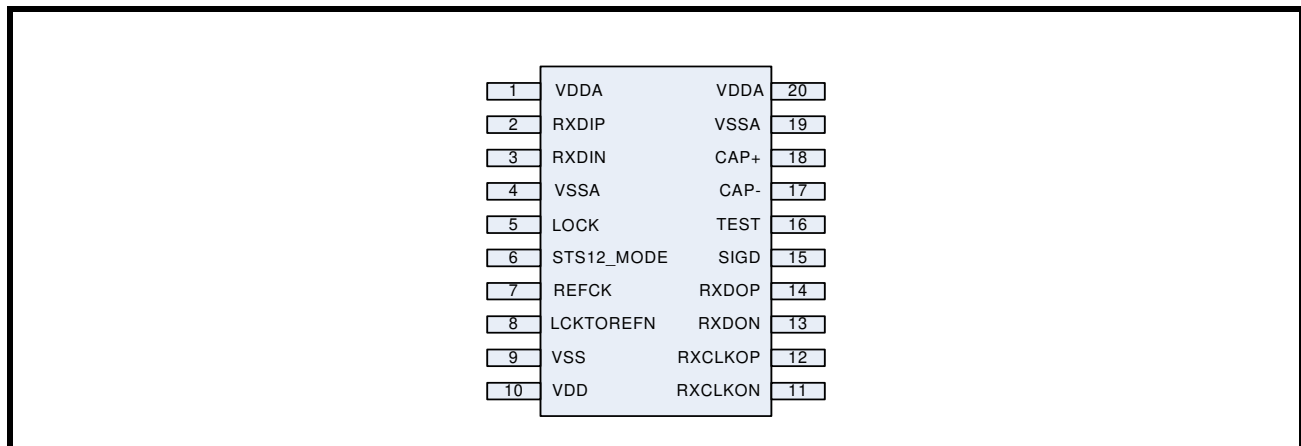 1 VDDA VDDA 20
2 RXDIP VSSA 19
3 RXDIN CAP+ 18
4 VSSA CAP- 17
5 LOCK TEST 16
6 STS12_MODE SIGD 15
7 REFCK RXDOP 14
8 LCKTOREFN RXDON 13
9 VSS RXCLKOP 12
10 VDD RXCLKON 11